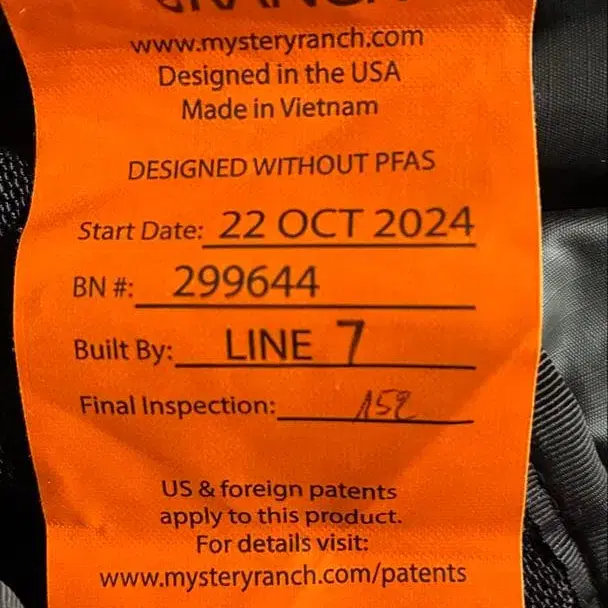 RANCH
www.mysteryranch.com
Designed in the USA
Made in Vietnam
DESIGNED WITHOUT PFAS
Start Date: 22 OCT 2024
BN #: 299644
Built By: LINE 7
Final Inspection:
US & foreign patents
apply to this product.
For details visit:
www.mysteryranch.com/patents